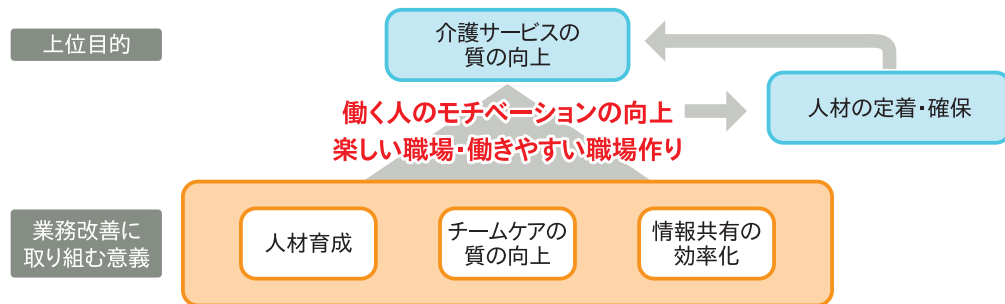 上位目的
介護サービスの
質の向上
人材の定着・確保
働く人のモチベーションの向上
楽しい職場・働きやすい職場作り
業務改善に
取り組む意義
人材育成
チームケアの
質の向上
情報共有の
効率化